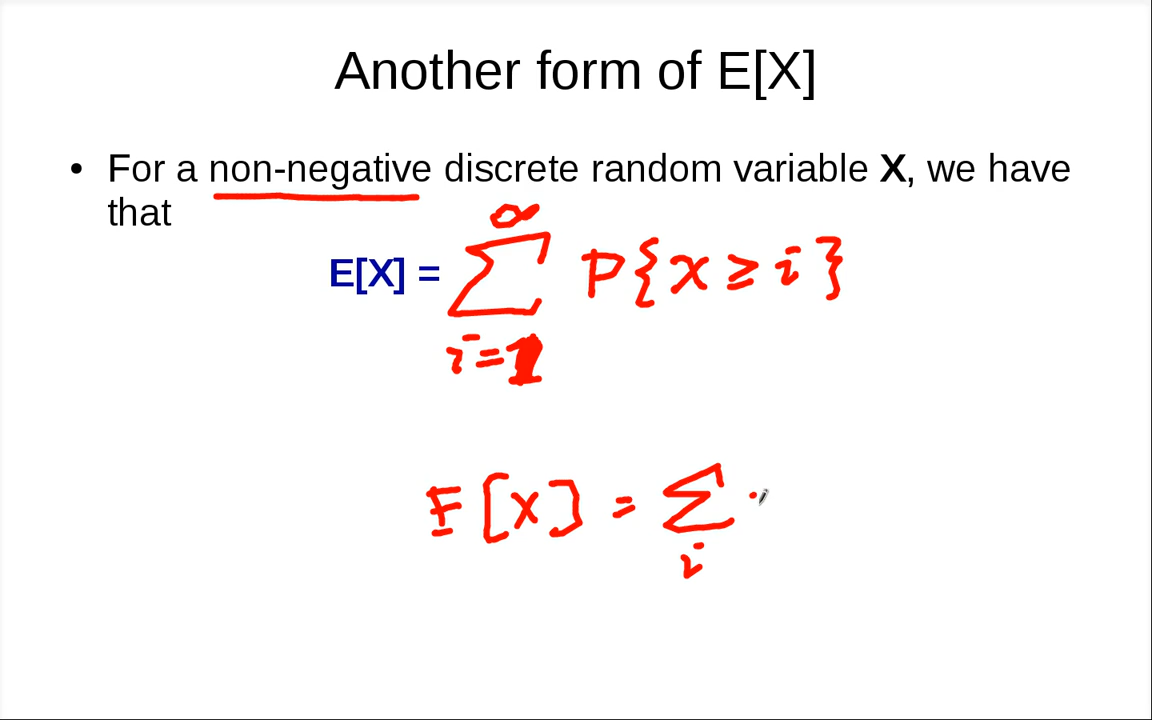 Another form of E[X]
• For a non-negative discrete random variable X, we have
that
∞
E[X] = ∑ P{x ≥ i}
i=1
E[x] = ∑
i